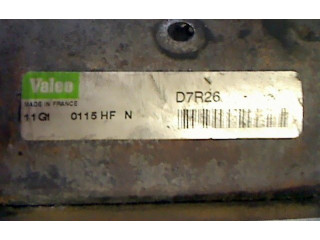 Valeo
MADE IN FRANCE
D7R26
11Q1 0115 HF N